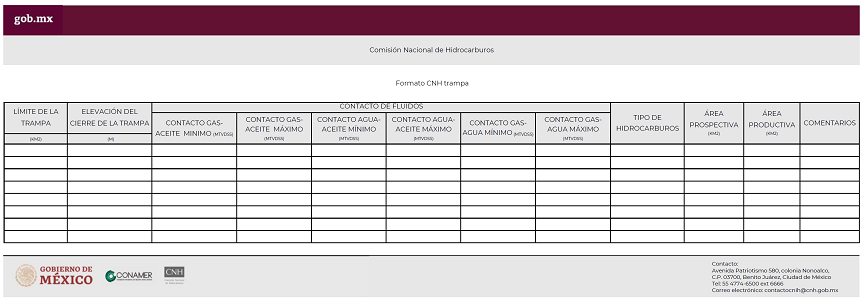 gob.mx
Comisión Nacional de Hidrocarburos
Formato CNH trampa
LÍMITE DE LA
TRAMPA
(KM2)
ELEVACIÓN DEL
CIERRE DE LA TRAMPA
(M)
CONTACTO DE FLUIDOS
CONTACTO GAS-
ACEITE MINIMO (MTVDSS)
CONTACTO GAS-
ACEITE MÁXIMO
(MTVDSS)
CONTACTO AGUA-
ACEITE MÍNIMO
(MTVDSS)
CONTACTO AGUA-
ACEITE MÁXIMO
(MTVDSS)
CONTACTO GAS-
AGUA MÍNIMO (MTVDSS)
CONTACTO GAS-
AGUA MÁXIMO
(MTVDSS)
TIPO DE
HIDROCARBUROS
ÁREA
PROSPECTIVA
(KM2)
ÁREA
PRODUCTIVA
(KM2)
COMENTARIOS
GOBIERNO DE
MÉXICO
CONAMER
CNH
Contacto:
Avenida Patriotismo 580, colonia Nonoalco,
C.P. 03700, Benito Juárez, Ciudad de México
Tel: 55 4774-6500 ext 6666
Correo electrónico: contactocnih@cnh.gob.mx